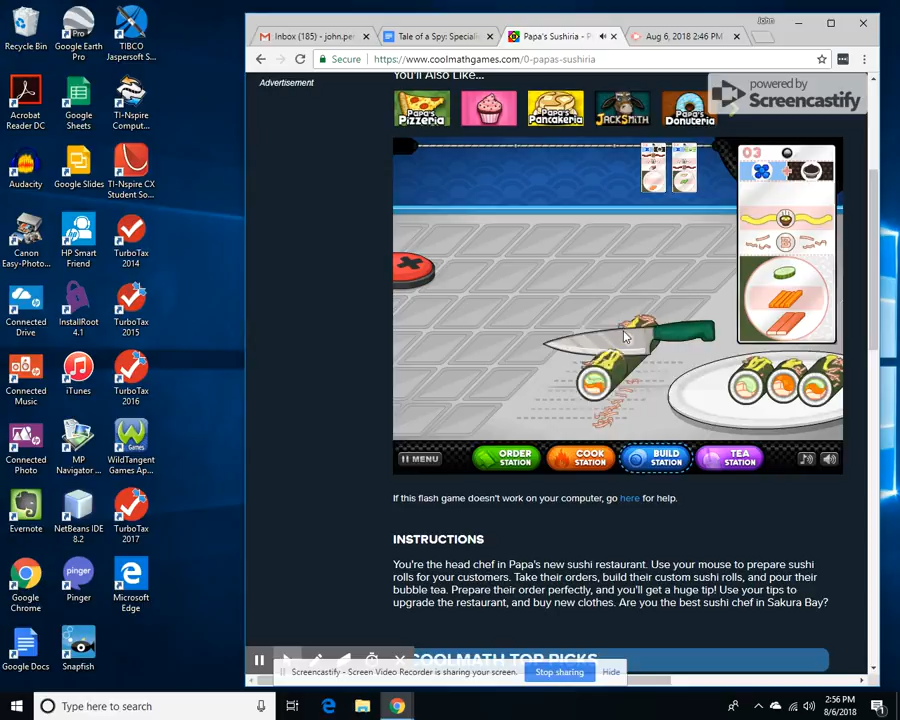 Recycle Bin
Google Earth Pro
TIBCO Jaspersoft S...
Acrobat Reader DC
Google Sheets
TI-Nspire Comput...
Audacity
Google Slides
TI-Nspire CX Student So...
Canon Easy-Photo...
HP Smart Friend
TurboTax 2014
Connected Drive
InstallRoot 4.1
TurboTax 2015
Connected Music
iTunes
TurboTax 2016
Connected Photo
MP Navigator ...
WildTangent Games Ap...
Evernote
NetBeans IDE 8.2
TurboTax 2017
Google Chrome
Pinger
Microsoft Edge
Google Docs
Snapfish
John
Inbox (185) - john.per
Tale of a Spy: Speciali
Papa's Sushiria - P
Aug 6, 2018 2:46 PM
Secure
https://www.coolmathgames.com/0-papas-sushiria
Advertisement
You'll Also Like...
powered by
Screencastify
Papa's Pizzeria
Papa's Pancakeria
JACKSMITH
Papa's Donuteria
03
B
MENU
ORDER STATION
COOK STATION
BUILD STATION
TEA STATION
If this flash game doesn't work on your computer, go here for help.
INSTRUCTIONS
You're the head chef in Papa's new sushi restaurant. Use your mouse to prepare sushi
rolls for your customers. Take their orders, build their custom sushi rolls, and pour their
bubble tea. Prepare their order perfectly, and you'll get a huge tip! Use your tips to
upgrade the restaurant, and buy new clothes. Are you the best sushi chef in Sakura Bay?
COOLMATH TOP PICKS
Screencastify - Screen Video Recorder is sharing your screen.
Stop sharing
Hide
Type here to search
2:56 PM
8/6/2018